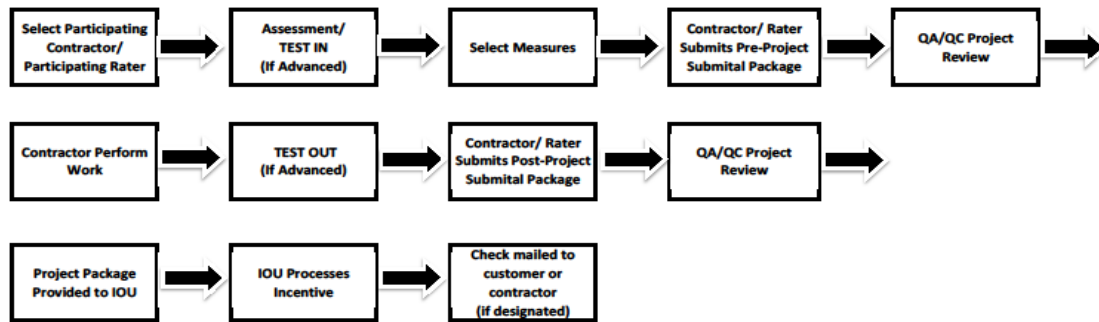 Select Participating
Contractor/
Participating Rater
Assessment/
TEST IN
(If Advanced)
Select Measures
Contractor/ Rater
Submits Pre-Project
Submital Package
QA/QC Project
Review
Contractor Perform
Work
TEST OUT
(If Advanced)
Contractor/ Rater
Submits Post-Project
Submital Package
QA/QC Project
Review
Project Package
Provided to IOU
IOU Processes
Incentive
Check mailed to
customer or
contractor
(if designated)